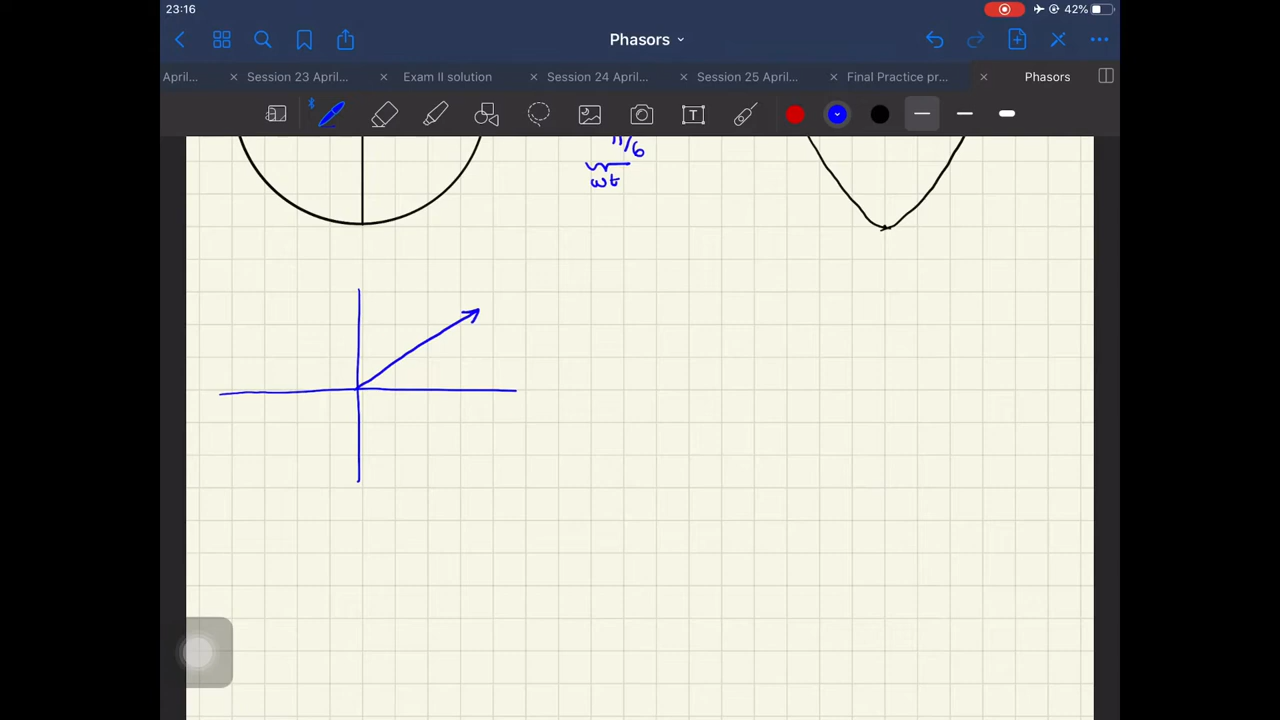 23:16
42%
Phasors
April...
Session 23 April...
Exam II solution
Session 24 April...
Session 25 April...
Final Practice pr...
Phasors
T
π/6
ωt